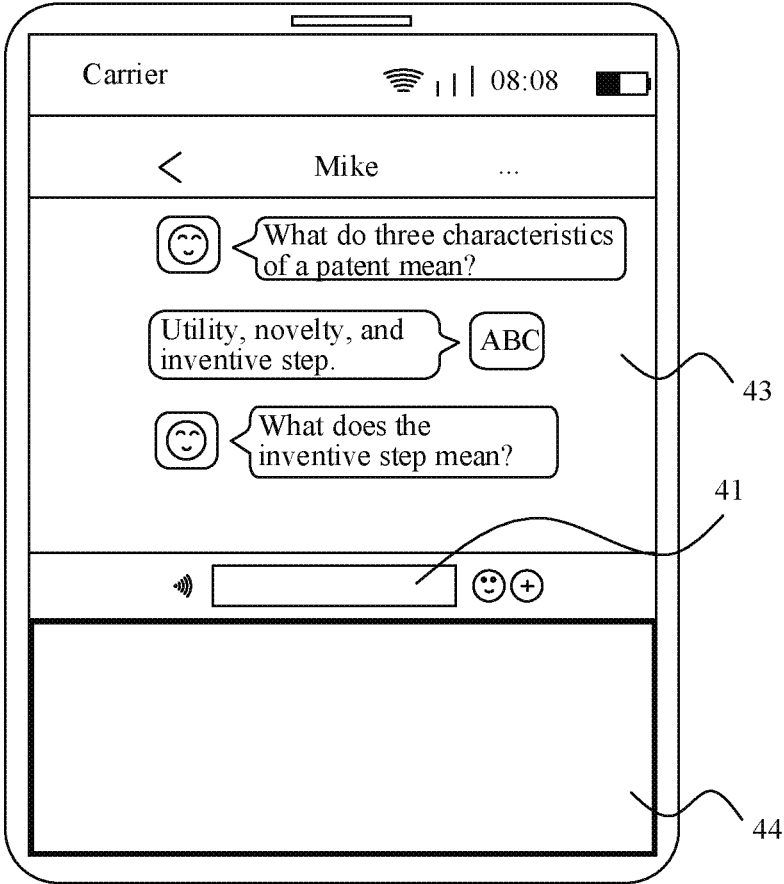 Carrier 08:08
< Mike ...
What do three characteristics
of a patent mean?
Utility, novelty, and
inventive step.
ABC
43
What does the
inventive step mean?
41
44